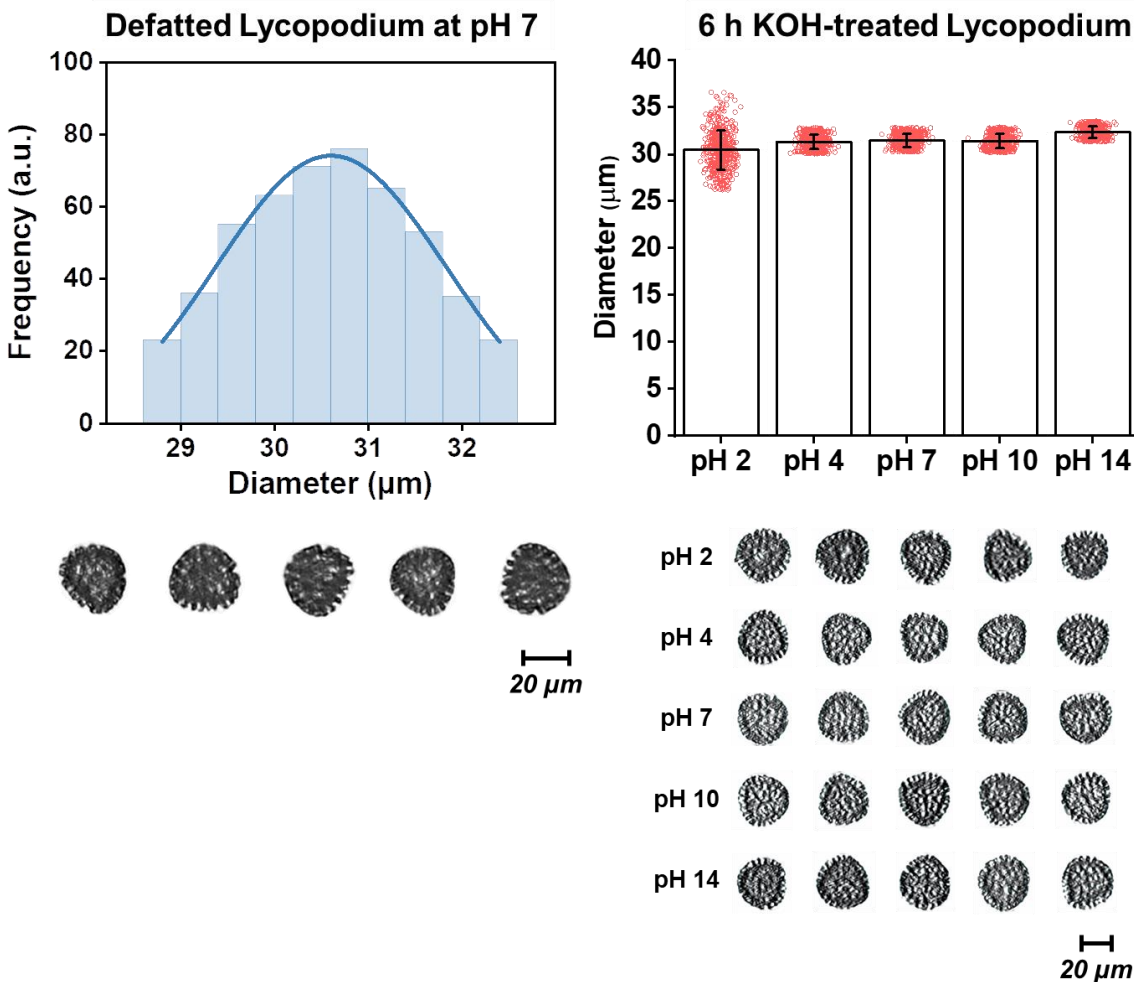 Defatted Lycopodium at pH 7
100
80
60
40
20
0
Frequency (a.u.)
29 30 31 32
Diameter (µm)
20 µm
6 h KOH-treated Lycopodium
40
35
30
25
20
15
10
5
0
Diameter (µm)
pH 2 pH 4 pH 7 pH 10 pH 14
pH 2
pH 4
pH 7
pH 10
pH 14
20 µm